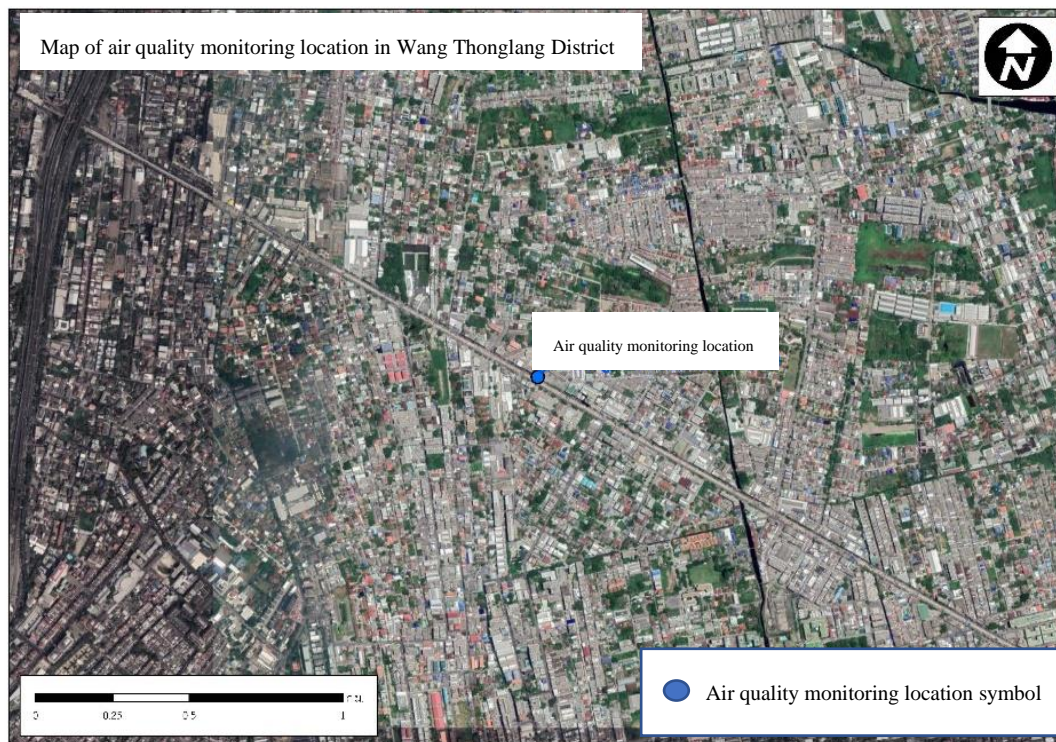 Map of air quality monitoring location in Wang Thonglang District
N
Air quality monitoring location
0 0.25 0.5 1
Air quality monitoring location symbol